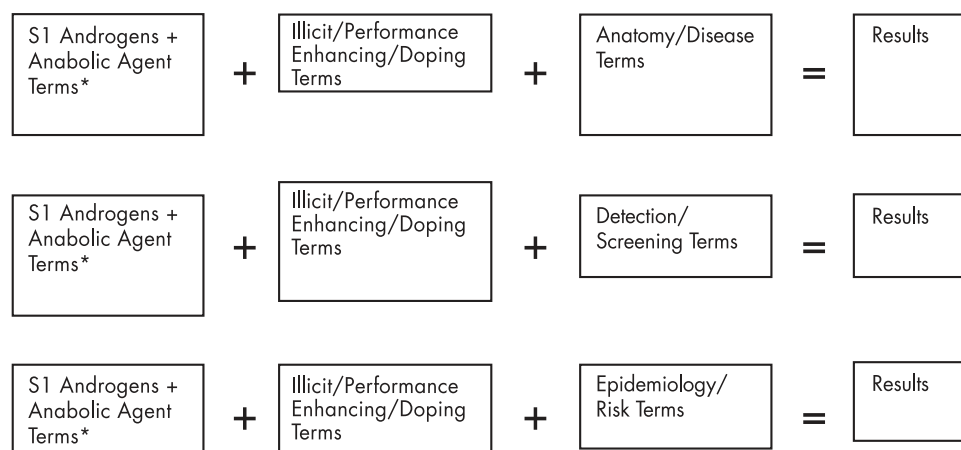 S1 Androgens +
Anabolic Agent
Terms*
+
Illicit/Performance
Enhancing/Doping
Terms
+
Anatomy/Disease
Terms
=
Results
S1 Androgens +
Anabolic Agent
Terms*
+
Illicit/Performance
Enhancing/Doping
Terms
+
Detection/
Screening Terms
=
Results
S1 Androgens +
Anabolic Agent
Terms*
+
Illicit/Performance
Enhancing/Doping
Terms
+
Epidemiology/
Risk Terms
=
Results